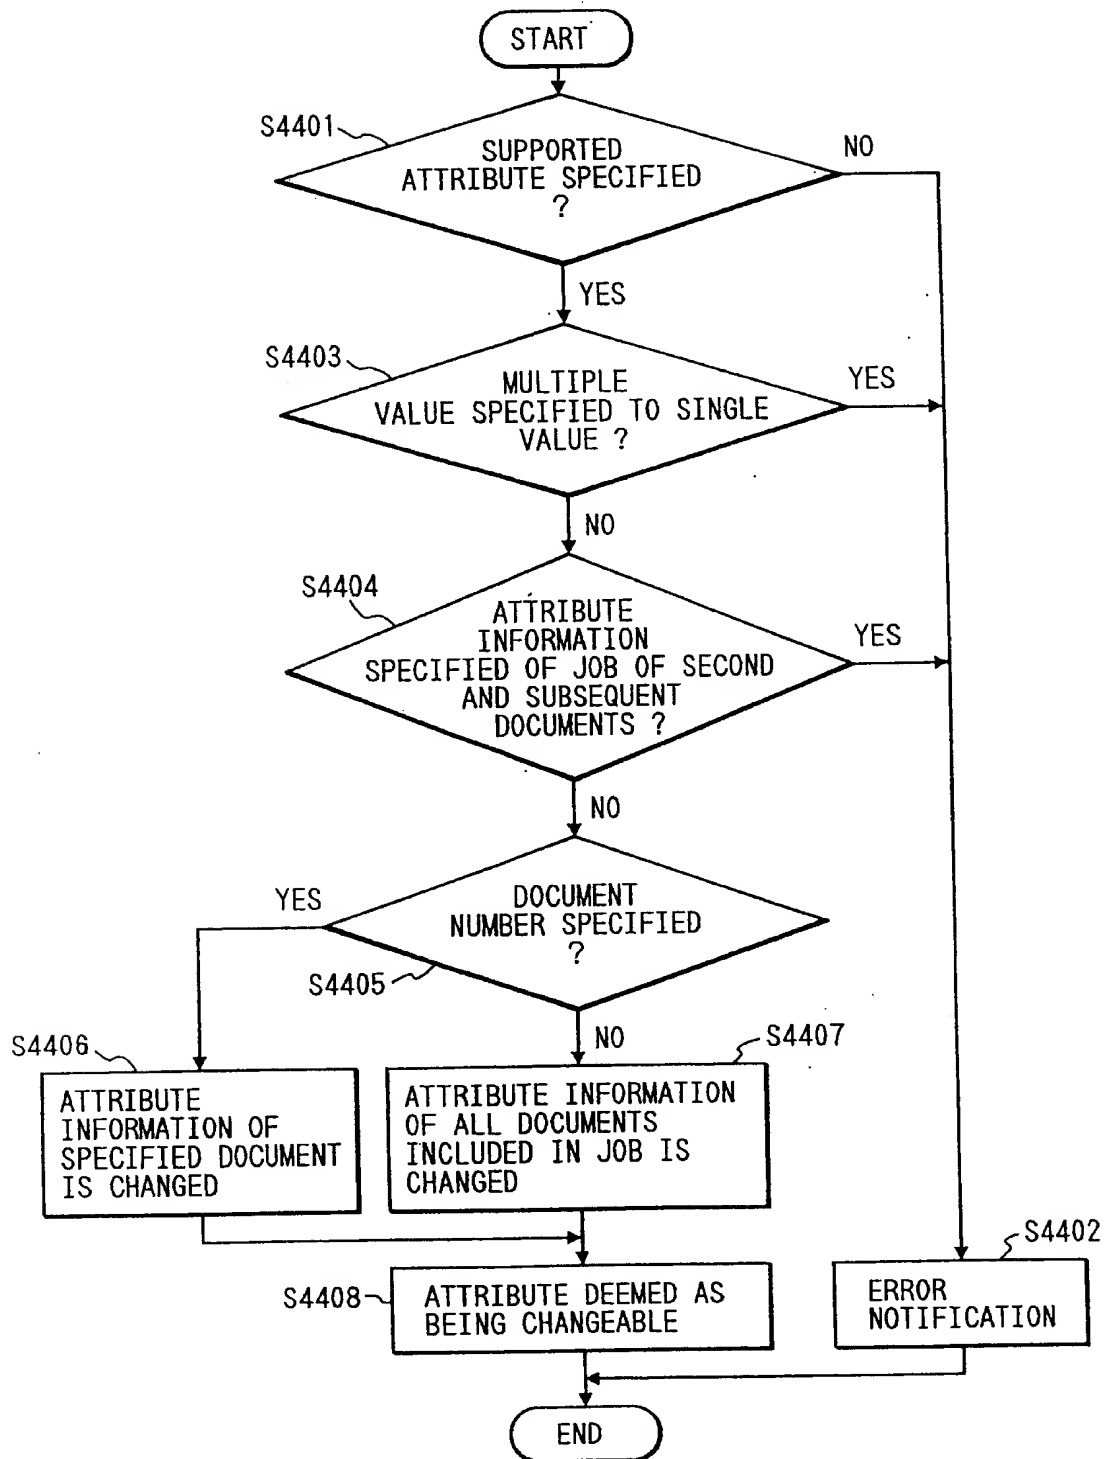 START
S4401
SUPPORTED
ATTRIBUTE SPECIFIED
?
NO
YES
S4403
MULTIPLE
VALUE SPECIFIED TO SINGLE
VALUE ?
YES
NO
S4404
ATTRIBUTE
INFORMATION
SPECIFIED OF JOB OF SECOND
AND SUBSEQUENT
DOCUMENTS ?
YES
NO
YES
DOCUMENT
NUMBER SPECIFIED
?
S4405
NO
S4406
ATTRIBUTE
INFORMATION OF
SPECIFIED DOCUMENT
IS CHANGED
S4407
ATTRIBUTE INFORMATION
OF ALL DOCUMENTS
INCLUDED IN JOB IS
CHANGED
S4408
ATTRIBUTE DEEMED AS
BEING CHANGEABLE
S4402
ERROR
NOTIFICATION
END